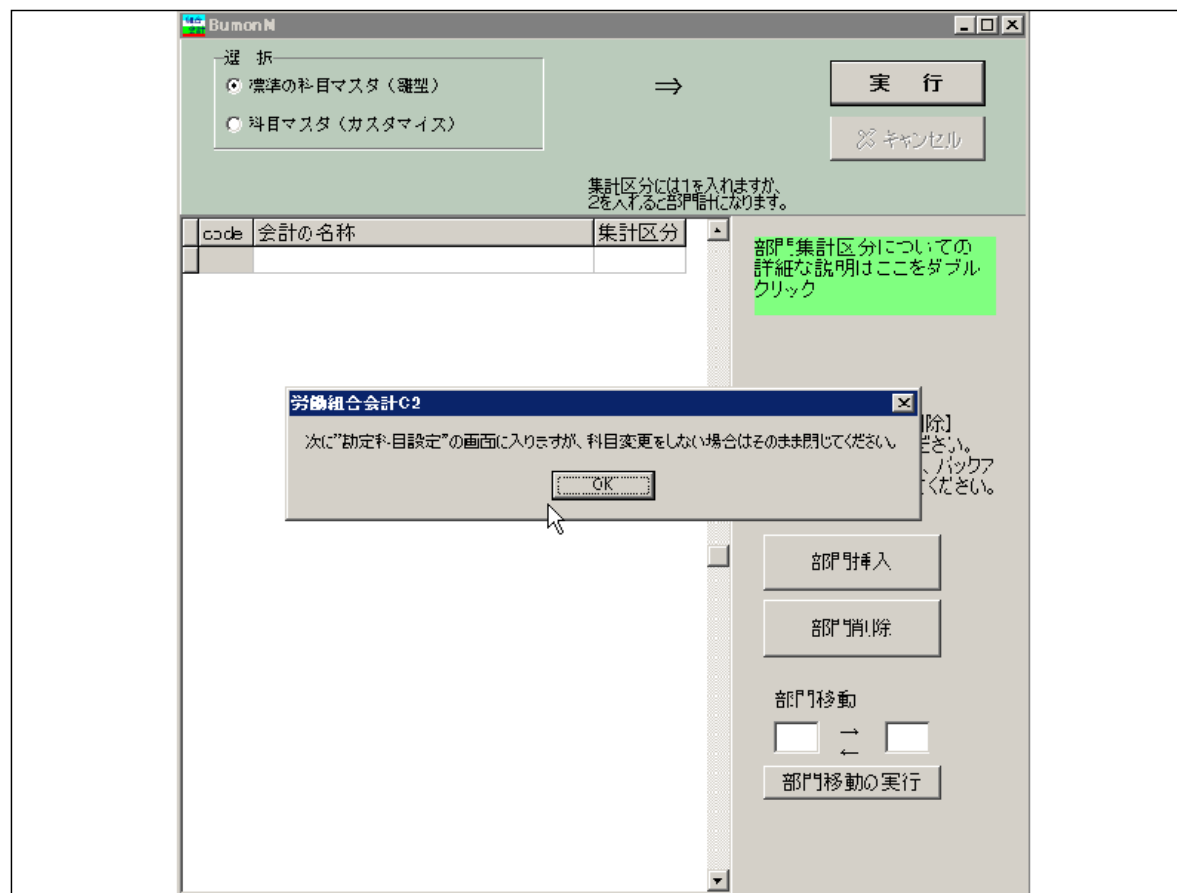 BumonM
選 択
標準の科目マスタ（雛型）
科目マスタ（カスタマイズ）
⇒
実 行
キャンセル
集計区分には1を入れますが、
2を入れると部門計になります。
code 会計の名称 集計区分
部門集計区分についての
詳細な説明はここをダブル
クリック
労働組合会計C2
次に"勘定科目設定"の画面に入りますが、科目変更をしない場合はそのまま閉じてください。
OK
除】
ださい。
、バックア
ください。
部門挿入
部門削除
部門移動
→
←
部門移動の実行